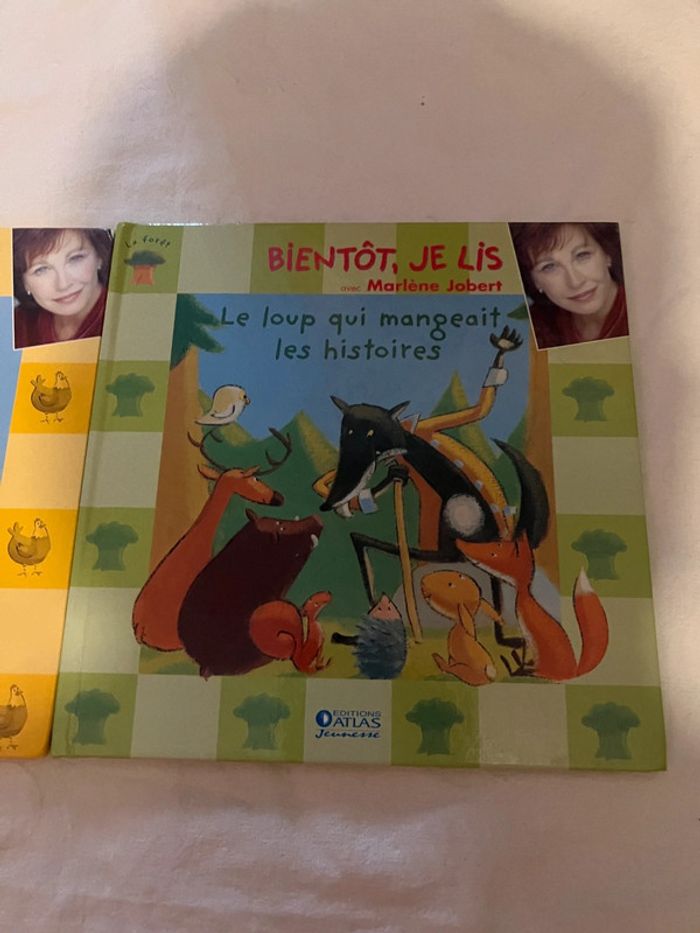 La forêt
BIENTÔT, JE LIS
avec Marlène Jobert
Le loup qui mangeait
les histoires
EDITIONS
ATLAS
Jeunesse